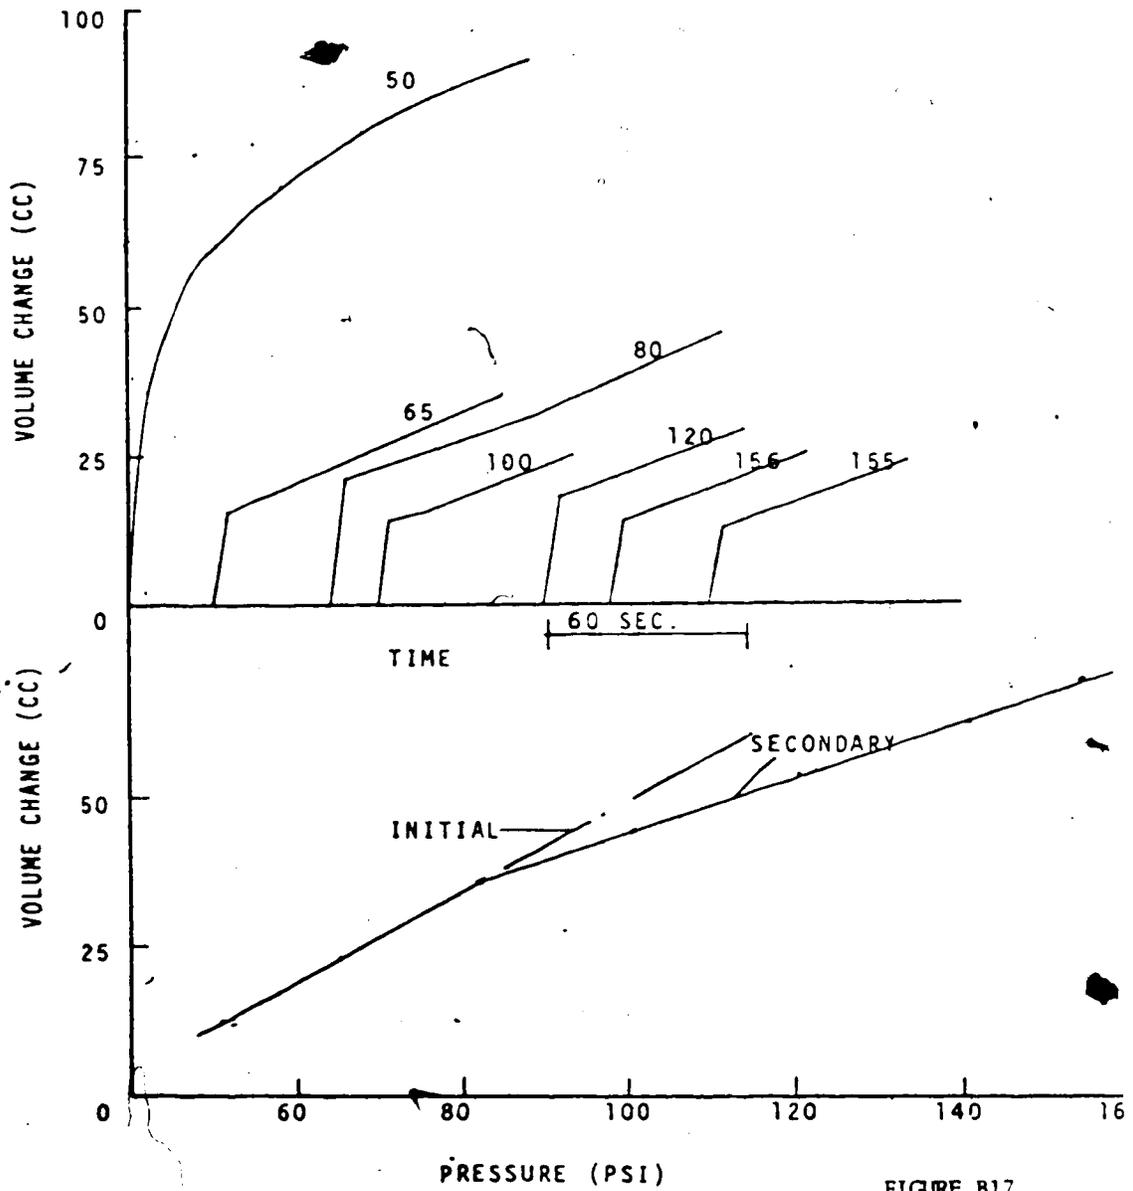 100
75
50
25
0
VOLUME CHANGE (CC)
50
65
80
100
120
156
155
60 SEC.
TIME
VOLUME CHANGE (CC)
50
25
0
INITIAL
SECONDARY
60
80
100
120
140
16
PRESSURE (PSI)
FIGURE B17